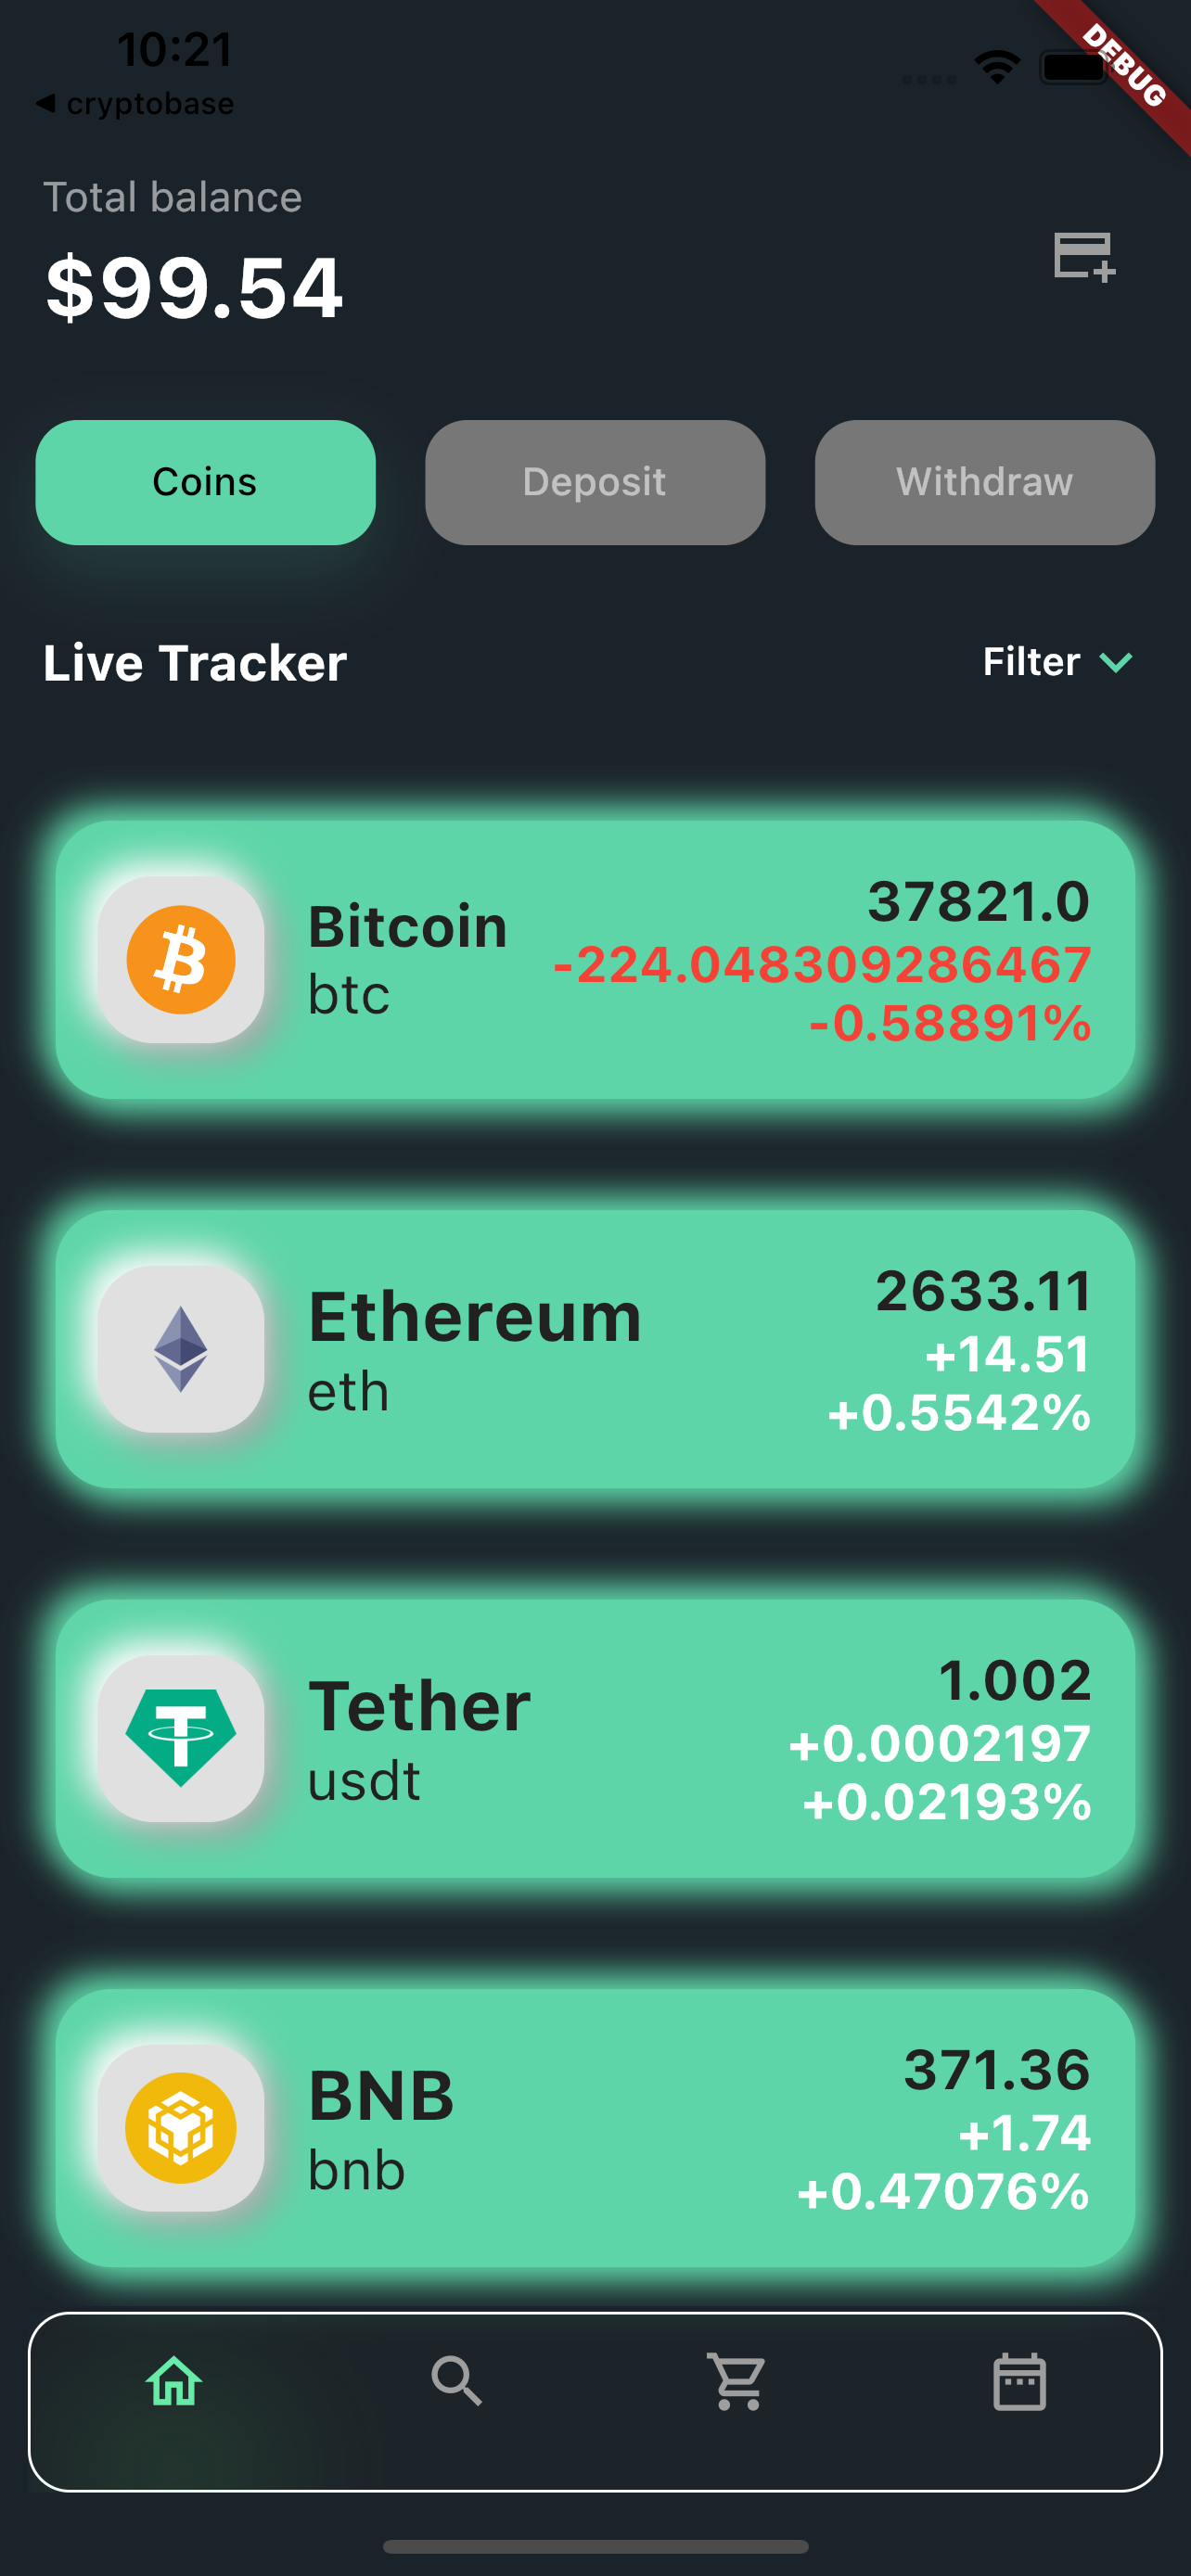 10:21
◀ cryptobase
DEBUG
Total balance
$99.54
Coins
Deposit
Withdraw
Live Tracker
Filter
Bitcoin
btc
37821.0
-224.048309286467
-0.58891%
Ethereum
eth
2633.11
+14.51
+0.5542%
Tether
usdt
1.002
+0.0002197
+0.02193%
BNB
bnb
371.36
+1.74
+0.47076%